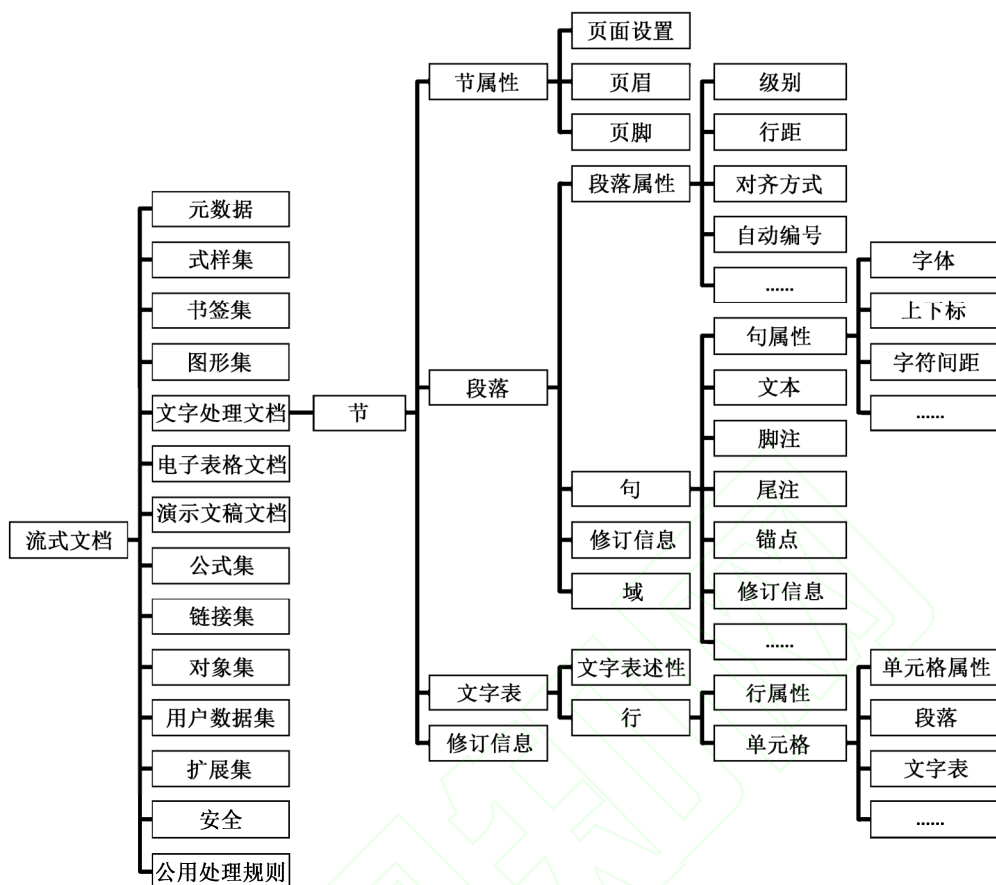 流式文档
元数据
式样集
书签集
图形集
文字处理文档
电子表格文档
演示文稿文档
公式集
链接集
对象集
用户数据集
扩展集
安全
公用处理规则
节
节属性
页面设置
页眉
页脚
段落
段落属性
级别
行距
对齐方式
自动编号
......
句
句属性
字体
上下标
字符间距
......
文本
脚注
尾注
锚点
修订信息
......
修订信息
域
文字表
文字表述性
行
行属性
单元格
单元格属性
段落
文字表
......
修订信息